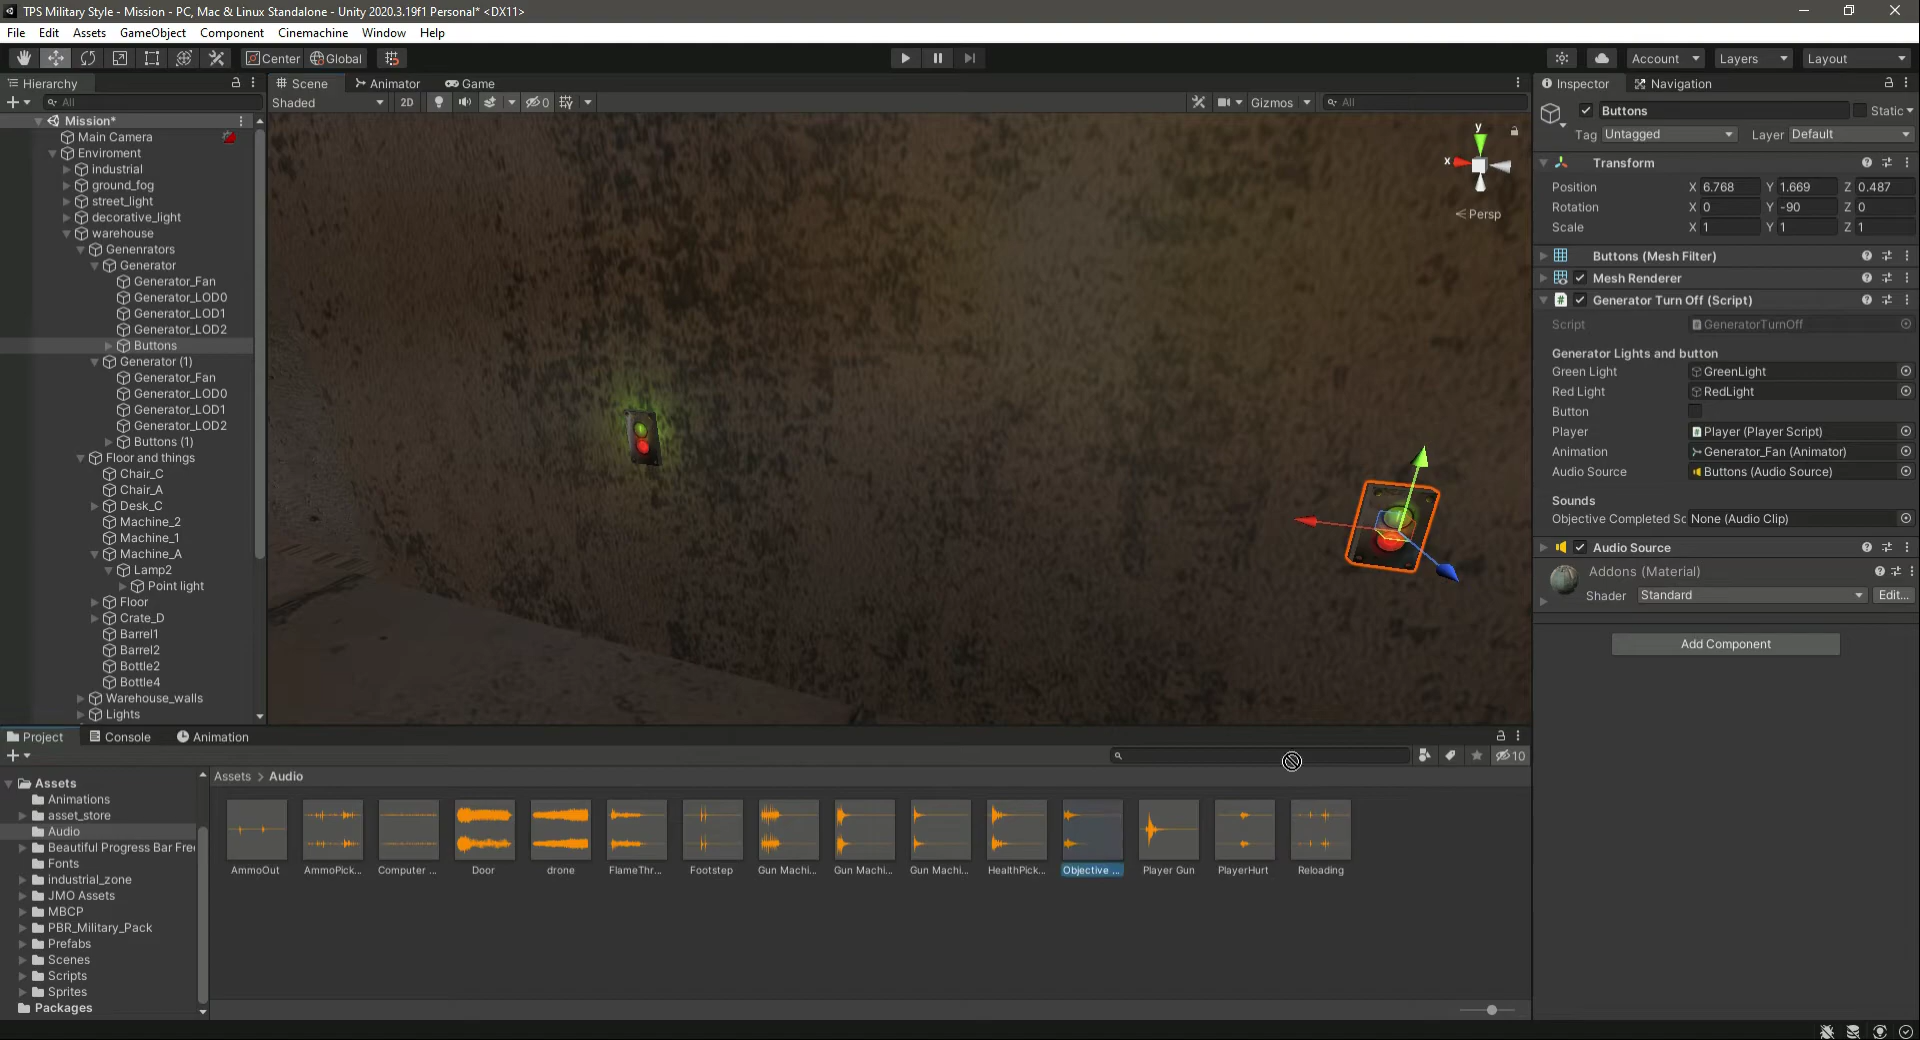 TPS Military Style - Mission - PC, Mac & Linux Standalone - Unity 2020.3.19f1 Personal* <DX11>
File Edit Assets GameObject Component Cinemachine Window Help
Center Global
Account Layers Layout
Hierarchy
All
Mission*
Main Camera
Enviroment
industrial
ground_fog
street_light
decorative_light
warehouse
Genenrators
Generator
Generator_Fan
Generator_LOD0
Generator_LOD1
Generator_LOD2
Buttons
Generator (1)
Generator_Fan
Generator_LOD0
Generator_LOD1
Generator_LOD2
Buttons (1)
Floor and things
Chair_C
Chair_A
Desk_C
Machine_2
Machine_1
Machine_A
Lamp2
Point light
Floor
Crate_D
Barrel1
Barrel2
Bottle2
Bottle4
Warehouse_walls
Lights
Scene Animator Game
Shaded 2D 0 Gizmos All
y
x
Persp
Inspector Navigation
Buttons Static
Tag Untagged Layer Default
Transform
Position X 6.768 Y 1.669 Z 0.487
Rotation X 0 Y -90 Z 0
Scale X 1 Y 1 Z 1
Buttons (Mesh Filter)
Mesh Renderer
Generator Turn Off (Script)
Script GeneratorTurnOff
Generator Lights and button
Green Light GreenLight
Red Light RedLight
Button
Player Player (Player Script)
Animation Generator_Fan (Animator)
Audio Source Buttons (Audio Source)
Sounds
Objective Completed Sc None (Audio Clip)
Audio Source
Addons (Material)
Shader Standard Edit...
Add Component
Project Console Animation
10
Assets
Animations
asset_store
Audio
Beautiful Progress Bar Free
Fonts
industrial_zone
JMO Assets
MBCP
PBR_Military_Pack
Prefabs
Scenes
Scripts
Sprites
Packages
Assets > Audio
AmmoOut AmmoPick... Computer ... Door drone FlameThr... Footstep Gun Machi... Gun Machi... Gun Machi... HealthPick... Objective ... Player Gun PlayerHurt Reloading